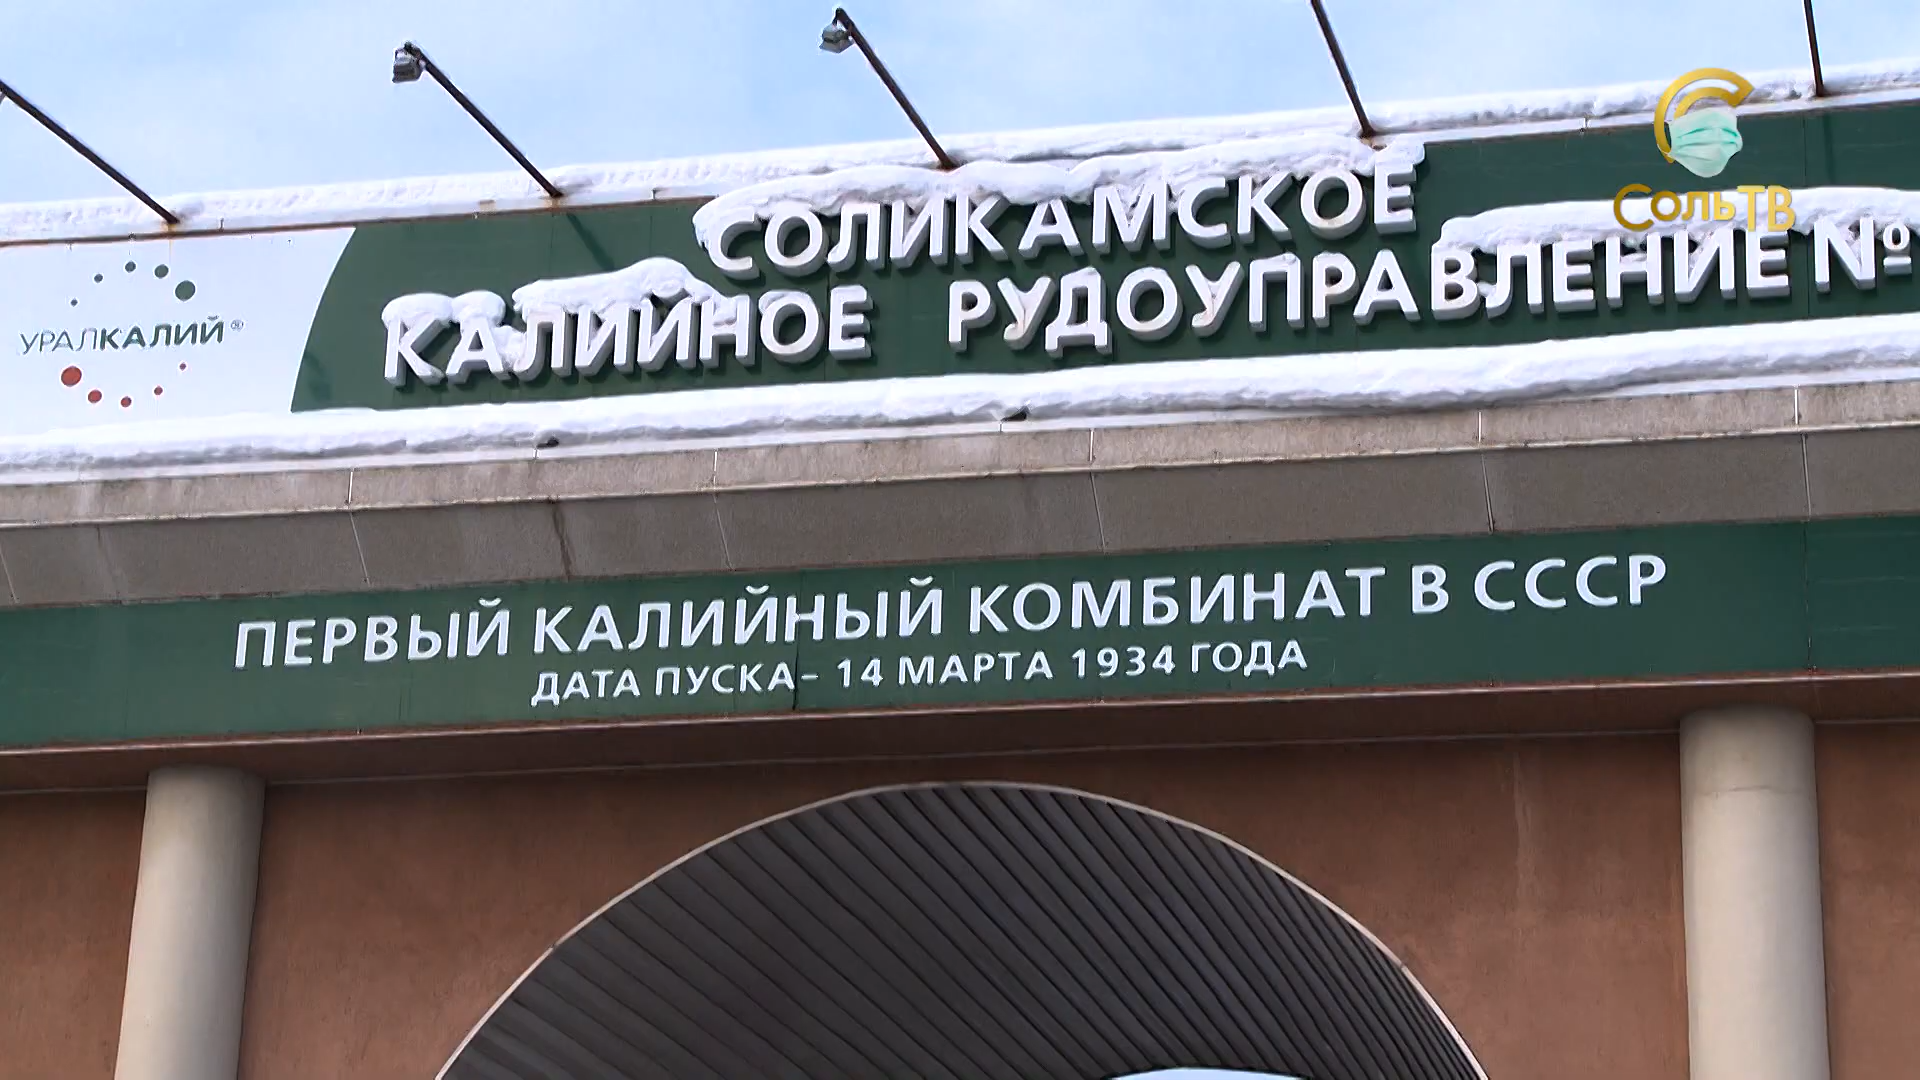 СОЛИКАМСКОЕ
КАЛИЙНОЕ РУДОУПРАВЛЕНИЕ №
УРАЛКАЛИЙ®
СОЛЬТВ
ПЕРВЫЙ КАЛИЙНЫЙ КОМБИНАТ В СССР
ДАТА ПУСКА- 14 МАРТА 1934 ГОДА